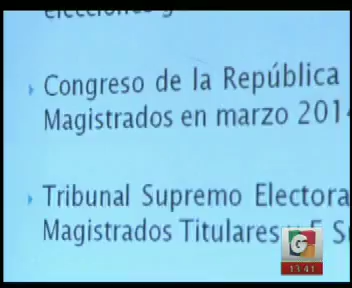 Congreso de la República
Magistrados en marzo 201
Tribunal Supremo Electora
Magistrados Titulares
G
13:41